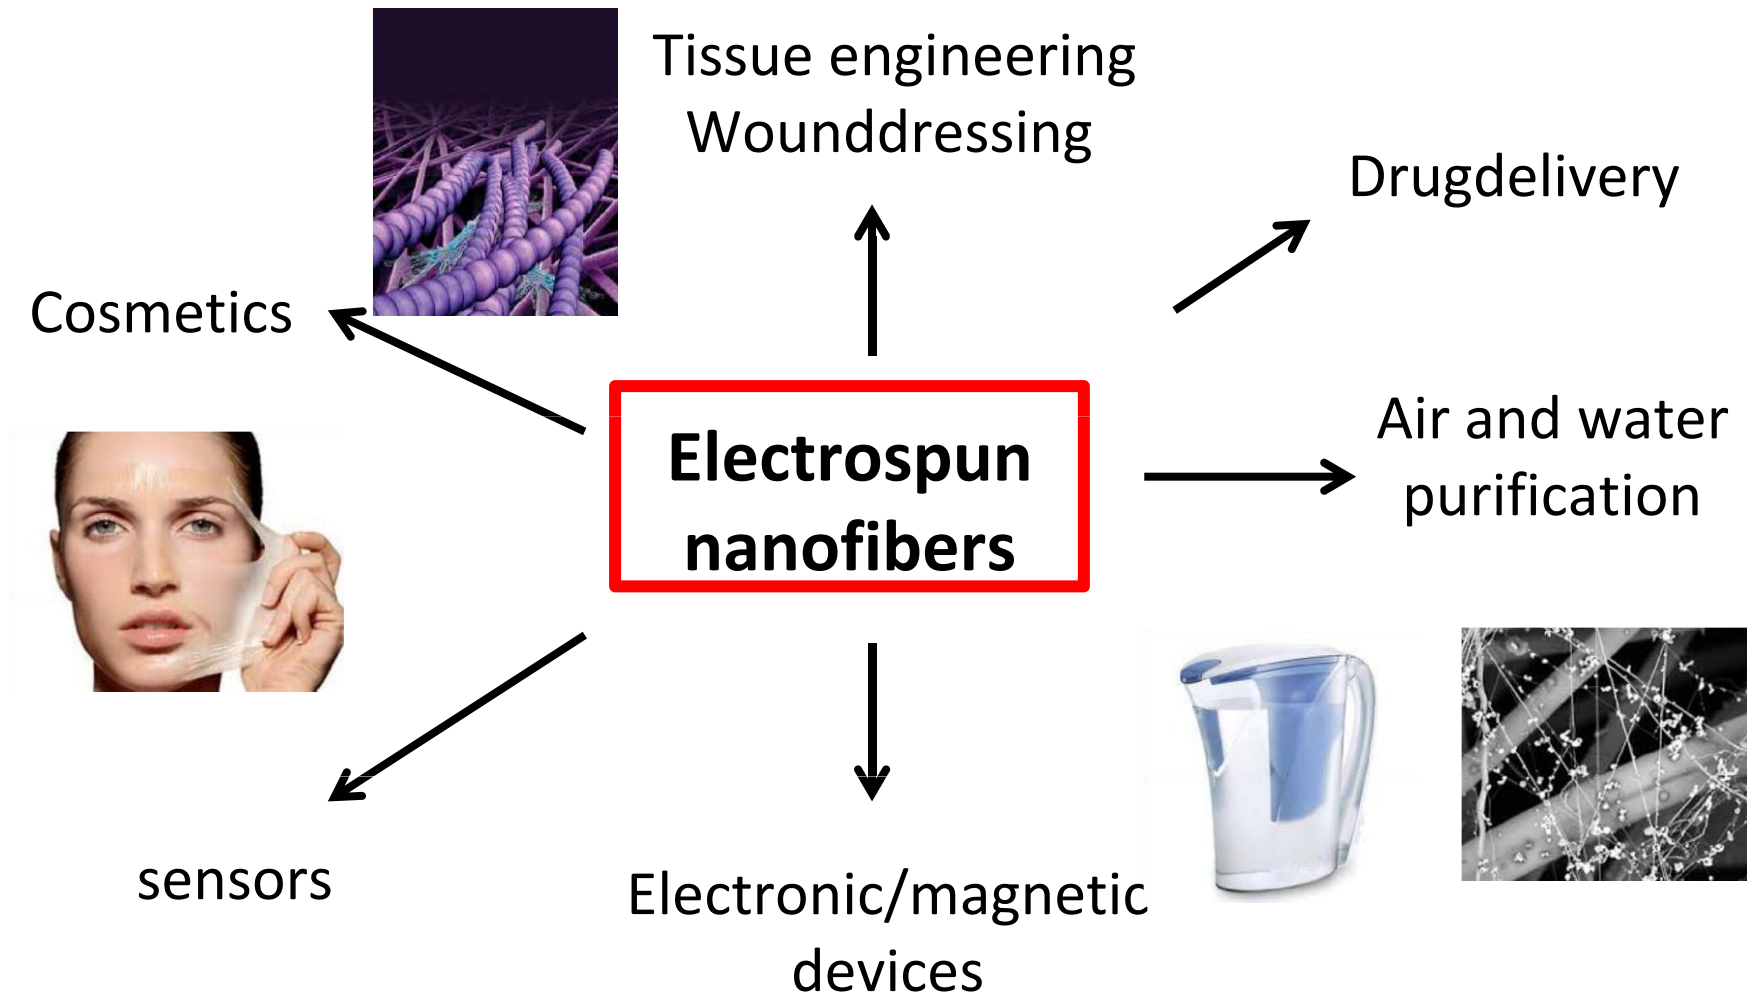 Tissue engineering
Wounddressing
Drugdelivery
Cosmetics
Electrospun
nanofibers
Air and water
purification
sensors
Electronic/magnetic
devices